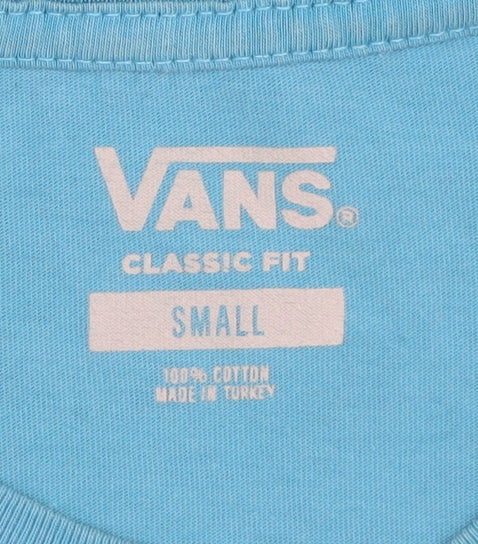 VANS®
CLASSIC FIT
SMALL
100% COTTON
MADE IN TURKEY